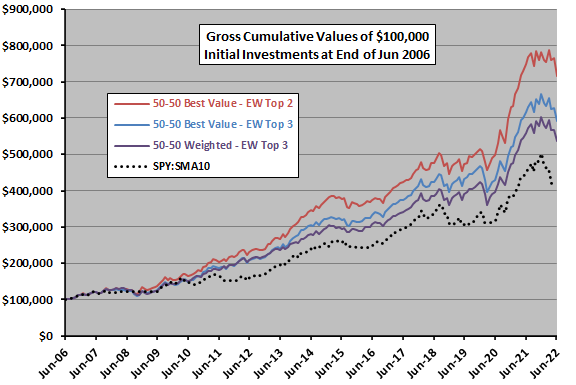 Gross Cumulative Values of $100,000
Initial Investments at End of Jun 2006
$900,000
$800,000
$700,000
$600,000
$500,000
$400,000
$300,000
$200,000
$100,000
$0
50-50 Best Value - EW Top 2
50-50 Best Value - EW Top 3
50-50 Weighted - EW Top 3
SPY:SMA10
Jun-06
Jun-07
Jun-08
Jun-09
Jun-10
Jun-11
Jun-12
Jun-13
Jun-14
Jun-15
Jun-16
Jun-17
Jun-18
Jun-19
Jun-20
Jun-21
Jun-22